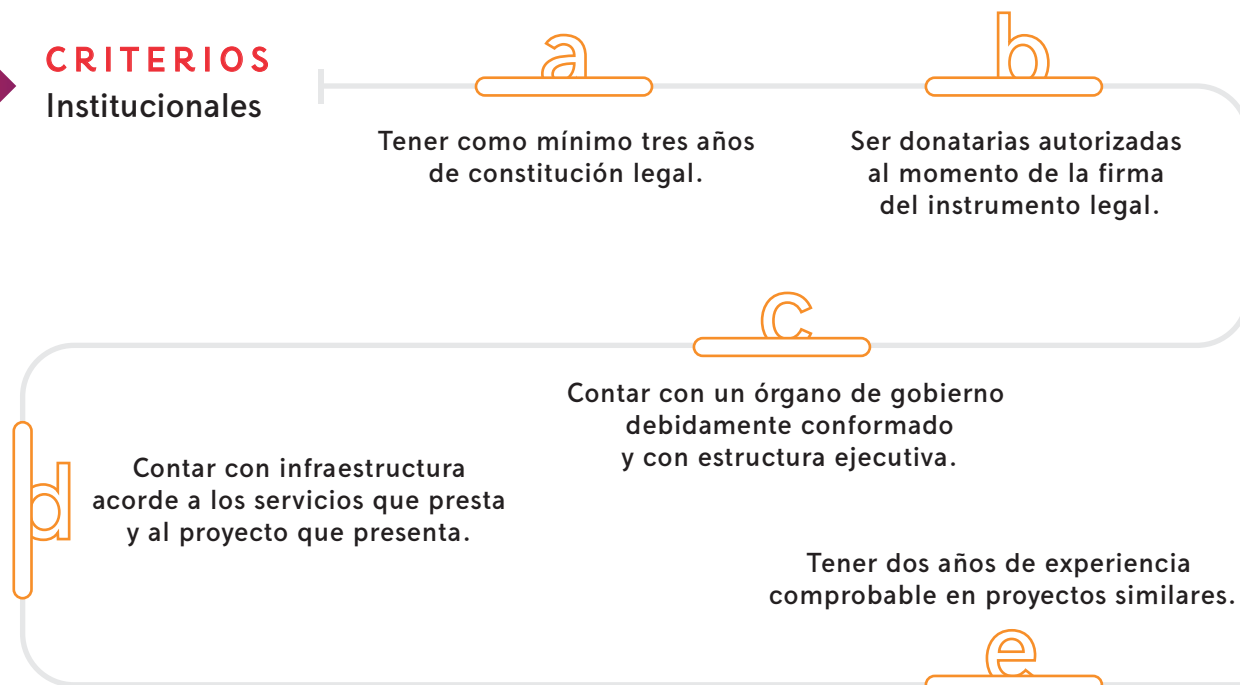 CRITERIOS
Institucionales
a
Tener como mínimo tres años
de constitución legal.
b
Ser donatarias autorizadas
al momento de la firma
del instrumento legal.
c
Contar con un órgano de gobierno
debidamente conformado
y con estructura ejecutiva.
d
Contar con infraestructura
acorde a los servicios que presta
y al proyecto que presenta.
Tener dos años de experiencia
comprobable en proyectos similares.
e